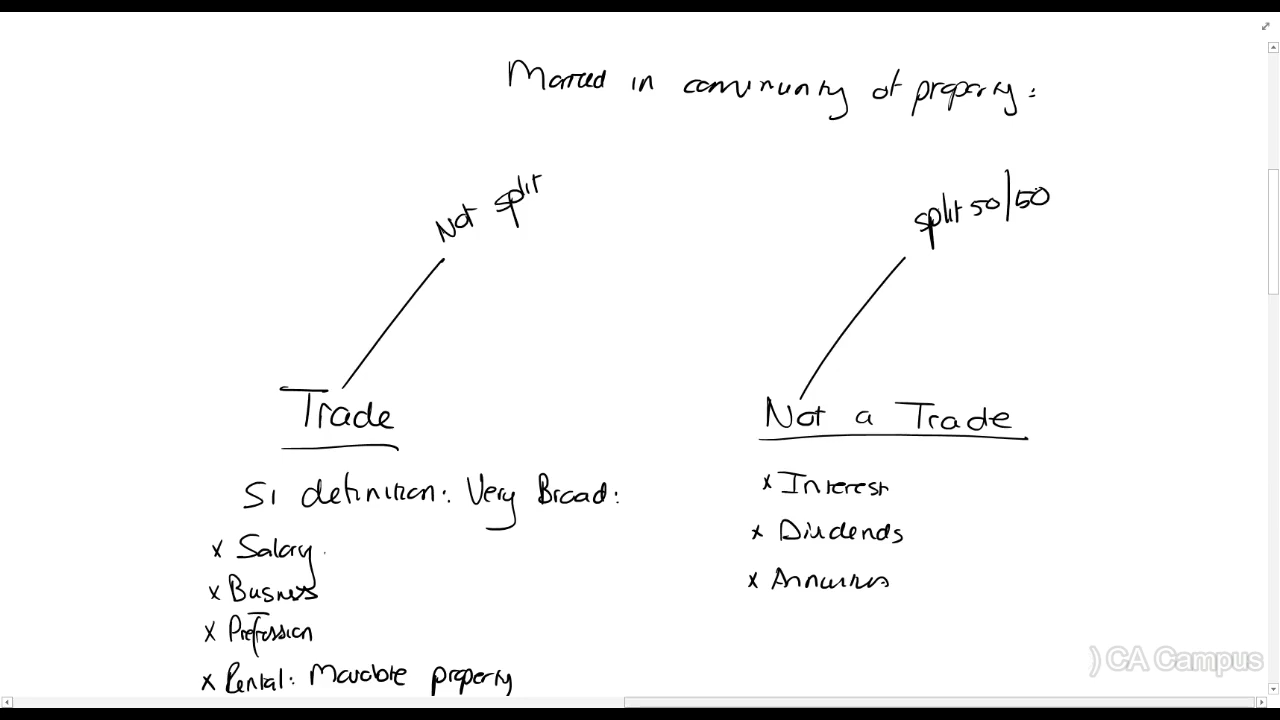 Married in community of property:
Not split
split 50/50
Trade
Not a Trade
S1 definition: Very Broad:
x Salary
x Business
x Profession
x Rental: Movable property
x Interest
x Dividends
x Annuities
) CA Campus